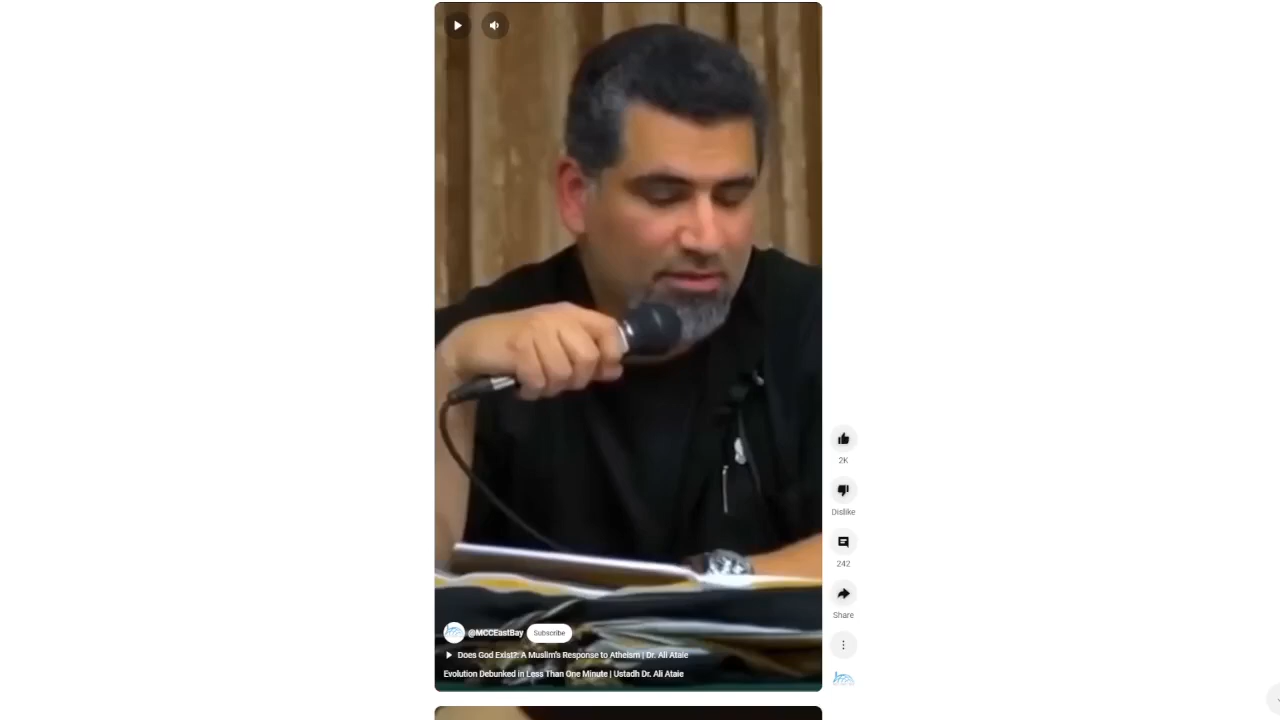 2K
Dislike
242
Share
@MCCEastBay Subscribe
Does God Exist?: A Muslim's Response to Atheism | Dr. Ali Ataie
Evolution Debunked in Less Than One Minute | Ustadh Dr. Ali Ataie